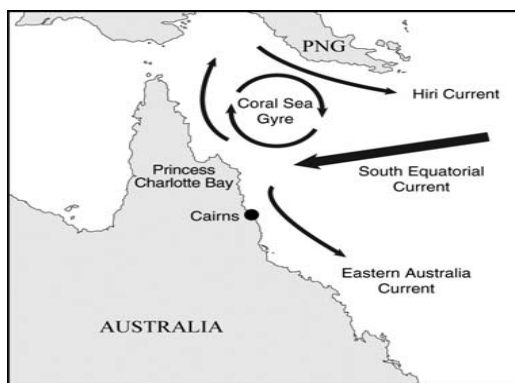 PNG
Coral Sea
Gyre
Hiri Current
Princess
Charlotte Bay
South Equatorial
Current
Cairns
Eastern Australia
Current
AUSTRALIA